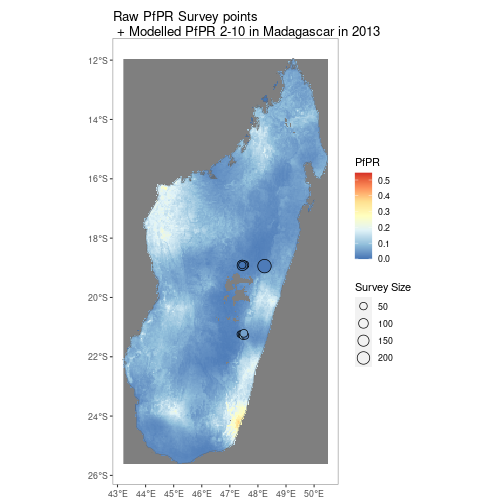 Raw PfPR Survey points
+ Modelled PfPR 2-10 in Madagascar in 2013
12°S
14°S
16°S
18°S
20°S
22°S
24°S
26°S
43°E 44°E 45°E 46°E 47°E 48°E 49°E 50°E
PfPR
0.5
0.4
0.3
0.2
0.1
0.0
Survey Size
50
100
150
200